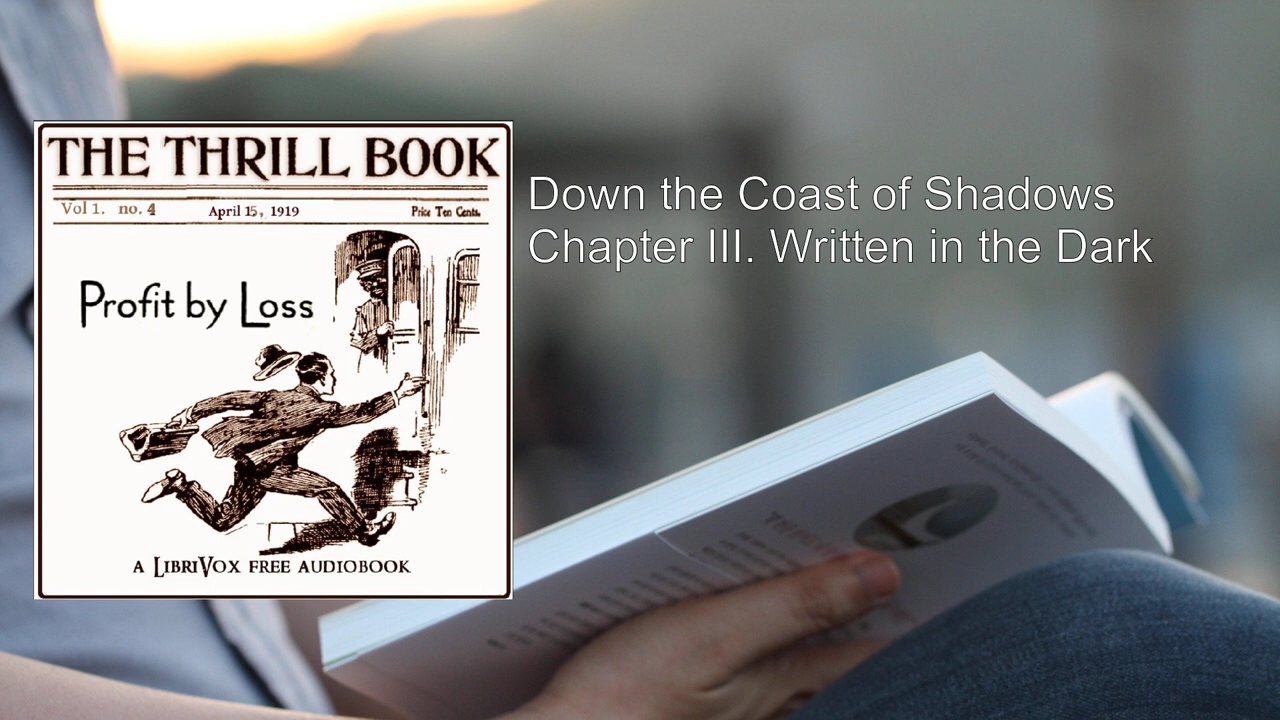 THE THRILL BOOK
Vol 1. no. 4 April 15, 1919 Price Ten Cents.
Profit by Loss
A LIBRIVOX FREE AUDIOBOOK
Down the Coast of Shadows
Chapter III. Written in the Dark